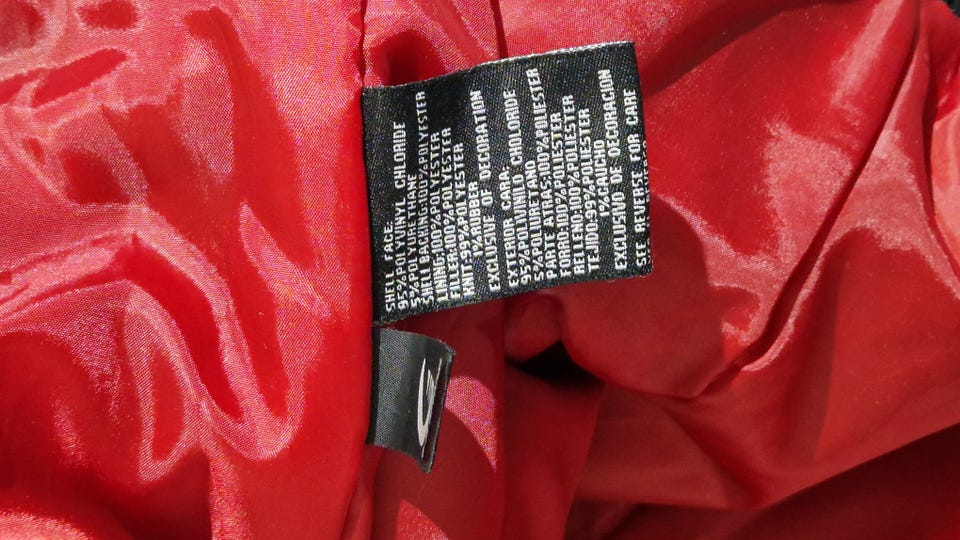 SHELL FACE:
95%POLYVINYL CHLORIDE
5%POLYURETHANE
SHELL BACKING:100%POLYESTER
LINING:100%POLYESTER
FILLER:100%POLYESTER
KNIT:99%POLYESTER
1%RUBBER
EXCLUSIVE OF DECORATION
EXTERIOR CARA:
95%POLIVINILO CHLORIDE
5%POLIURETANO
PARTE ATRAS:100%POLIESTER
FORRO:100%POLIESTER
RELLENO:100%POLIESTER
TEJIDO:99%POLIESTER
1%CAUCHO
EXCLUSIVO DE DECORACION
SEE REVERSE FOR CARE